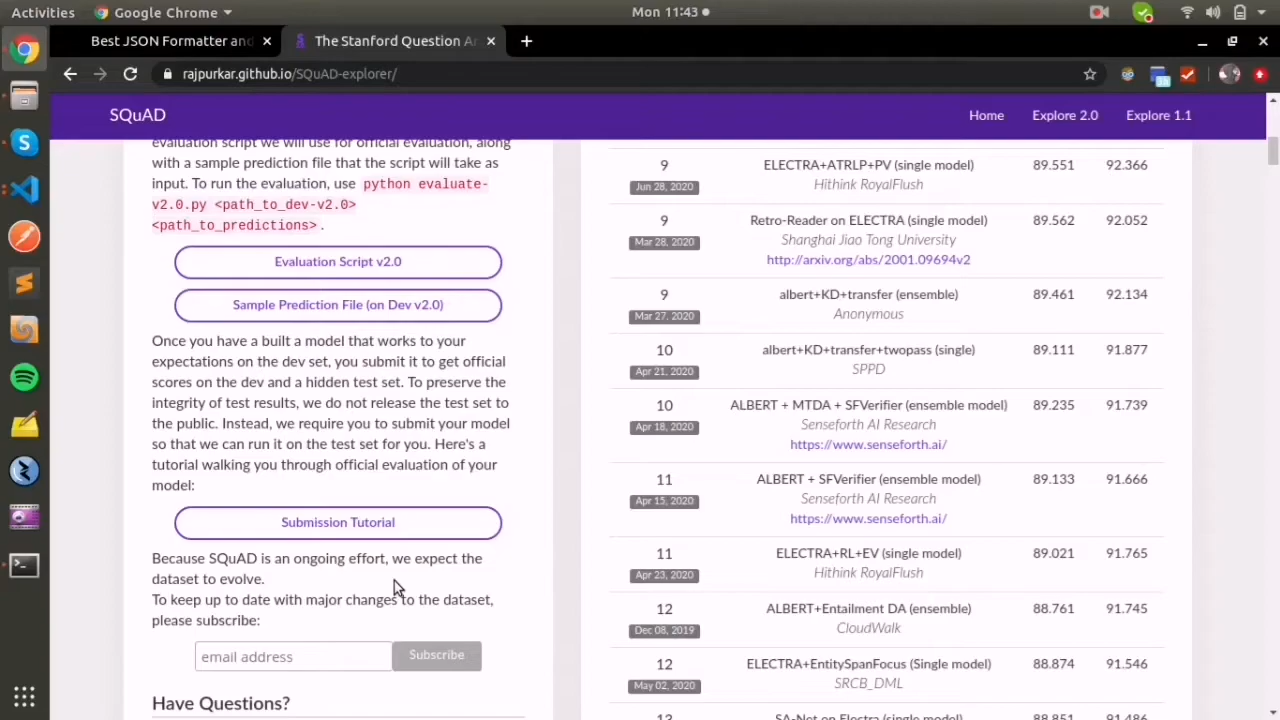 Activities
Google Chrome
Mon 11:43
Best JSON Formatter and
The Stanford Question A
rajpurkar.github.io/SQuAD-explorer/
SQuAD
Home
Explore 2.0
Explore 1.1
evaluation script we will use for official evaluation, along
with a sample prediction file that the script will take as
input. To run the evaluation, use python evaluate-
v2.0.py <path_to_dev-v2.0>
<path_to_predictions>.
Evaluation Script v2.0
Sample Prediction File (on Dev v2.0)
Once you have a built a model that works to your
expectations on the dev set, you submit it to get official
scores on the dev and a hidden test set. To preserve the
integrity of test results, we do not release the test set to
the public. Instead, we require you to submit your model
so that we can run it on the test set for you. Here's a
tutorial walking you through official evaluation of your
model:
Submission Tutorial
Because SQuAD is an ongoing effort, we expect the
dataset to evolve.
To keep up to date with major changes to the dataset,
please subscribe:
email address
Subscribe
Have Questions?
9 ELECTRA+ATRLP+PV (single model) 89.551 92.366
Jun 28, 2020 Hithink RoyalFlush
9 Retro-Reader on ELECTRA (single model) 89.562 92.052
Mar 28, 2020 Shanghai Jiao Tong University
http://arxiv.org/abs/2001.09694v2
9 albert+KD+transfer (ensemble) 89.461 92.134
Mar 27, 2020 Anonymous
10 albert+KD+transfer+twopass (single) 89.111 91.877
Apr 21, 2020 SPPD
10 ALBERT + MTDA + SFVerifier (ensemble model) 89.235 91.739
Apr 18, 2020 Senseforth AI Research
https://www.senseforth.ai/
11 ALBERT + SFVerifier (ensemble model) 89.133 91.666
Apr 15, 2020 Senseforth AI Research
https://www.senseforth.ai/
11 ELECTRA+RL+EV (single model) 89.021 91.765
Apr 23, 2020 Hithink RoyalFlush
12 ALBERT+Entailment DA (ensemble) 88.761 91.745
Dec 08, 2019 CloudWalk
12 ELECTRA+EntitySpanFocus (Single model) 88.874 91.546
May 02, 2020 SRCB_DML
13 SA-Net on Electra (single model) 88.851 91.486